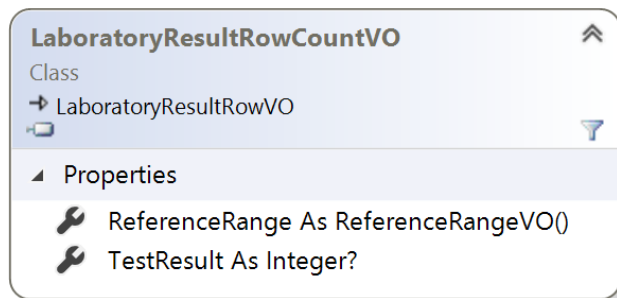 LaboratoryResultRowCountVO
Class
LaboratoryResultRowVO
Properties
ReferenceRange As ReferenceRangeVO()
TestResult As Integer?